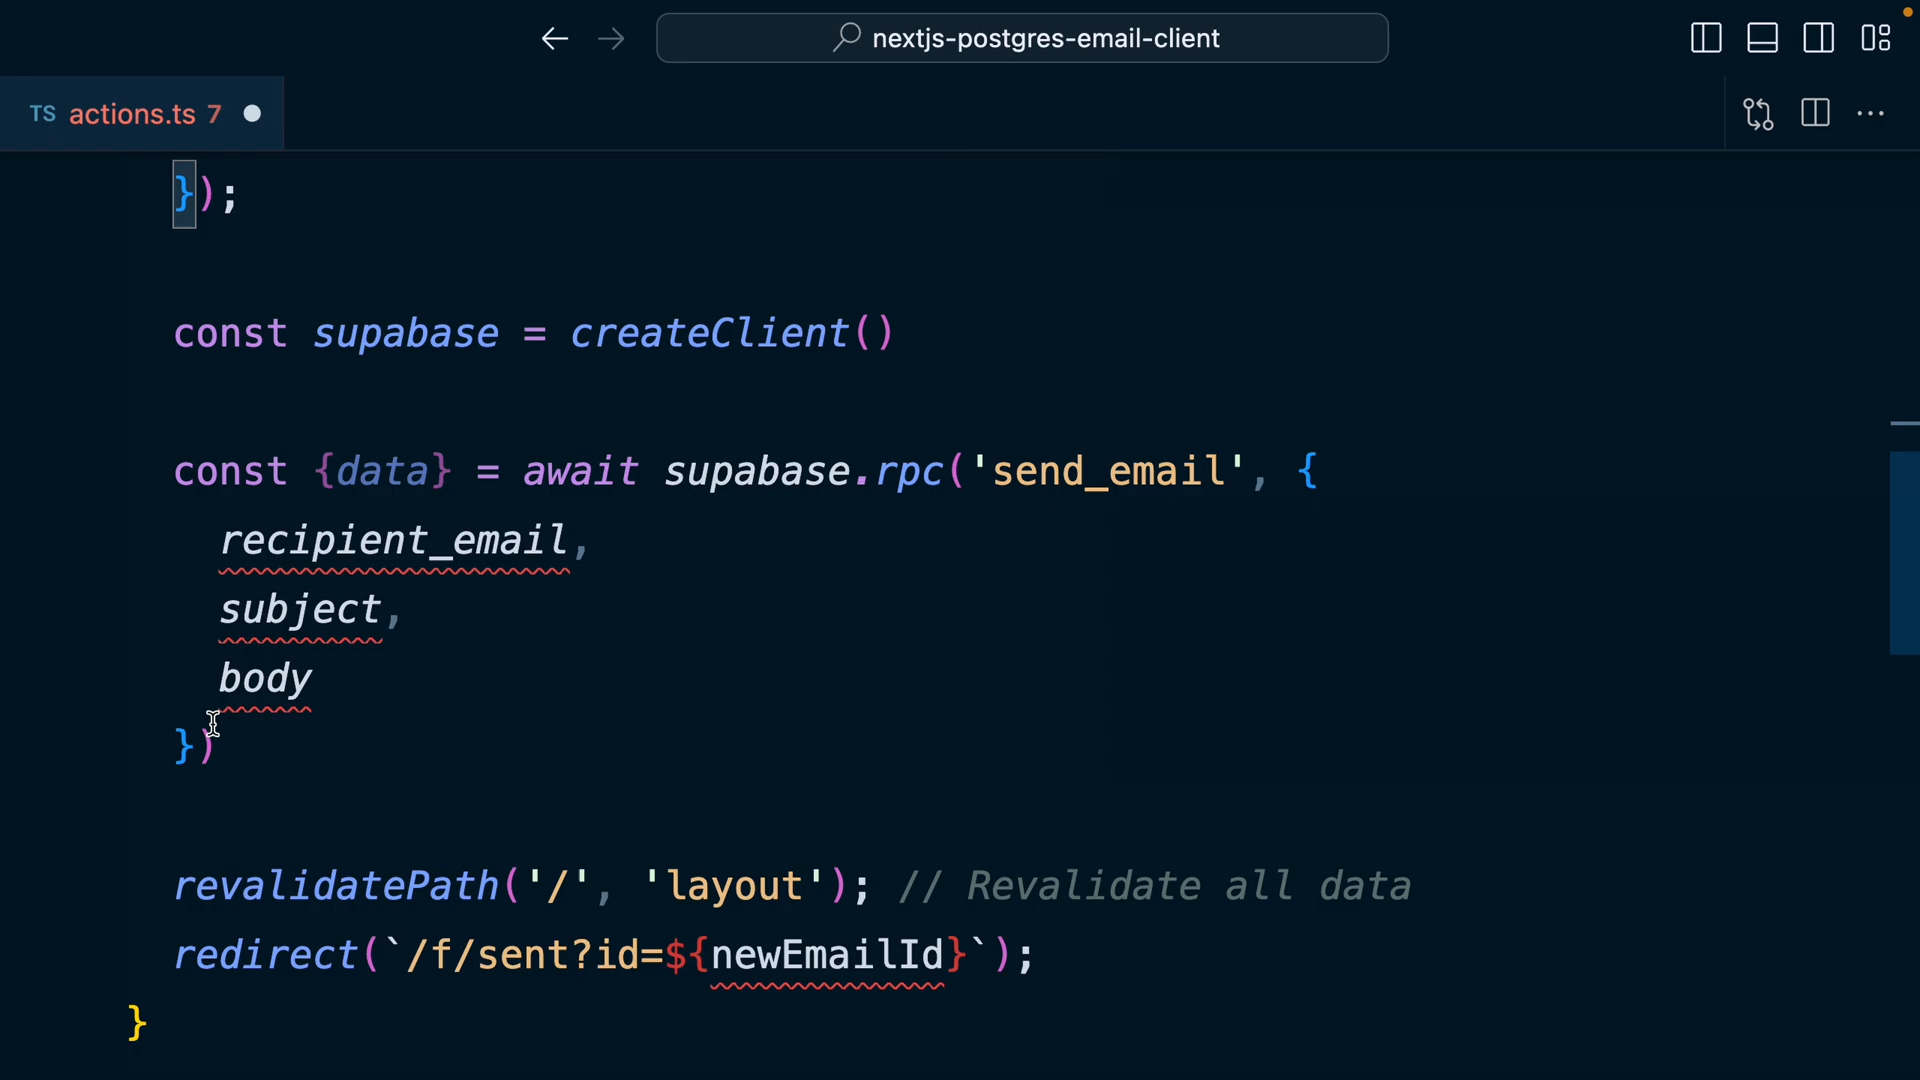 nextjs-postgres-email-client
TS actions.ts 7
});
const supabase = createClient()
const {data} = await supabase.rpc('send_email', {
recipient_email,
subject,
body
})
revalidatePath('/', 'layout'); // Revalidate all data
redirect(`/f/sent?id=${newEmailId}`);
}